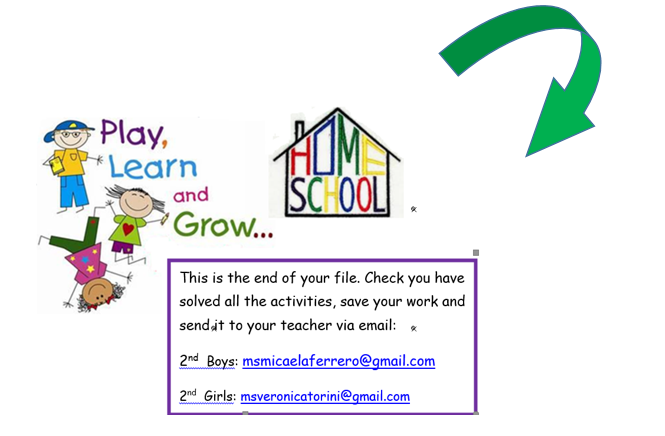 Play,
Learn
and
Grow...
HOME
SCHOOL
This is the end of your file. Check you have
solved all the activities, save your work and
send it to your teacher via email:
2nd Boys: msmicaelaferrero@gmail.com
2nd Girls: msveronicatorini@gmail.com